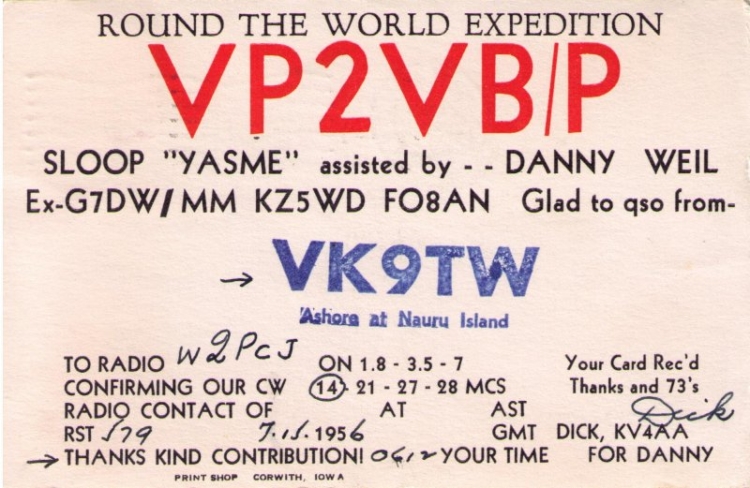 ROUND THE WORLD EXPEDITION
VP2VB/P
SLOOP "YASME" assisted by - - DANNY WEIL
Ex-G7DW/MM KZ5WD FO8AN Glad to qso from-
→ VK9TW
Ashore at Nauru Island
TO RADIO W2PCJ ON 1.8 - 3.5 - 7 Your Card Rec'd
CONFIRMING OUR CW 14 - 21 - 27 - 28 MCS Thanks and 73's
RADIO CONTACT OF AT AST Dick
RST 579 7.15.1956 GMT DICK, KV4AA
→ THANKS KIND CONTRIBUTION! 0612 YOUR TIME FOR DANNY
PRINT SHOP CORWITH, IOWA